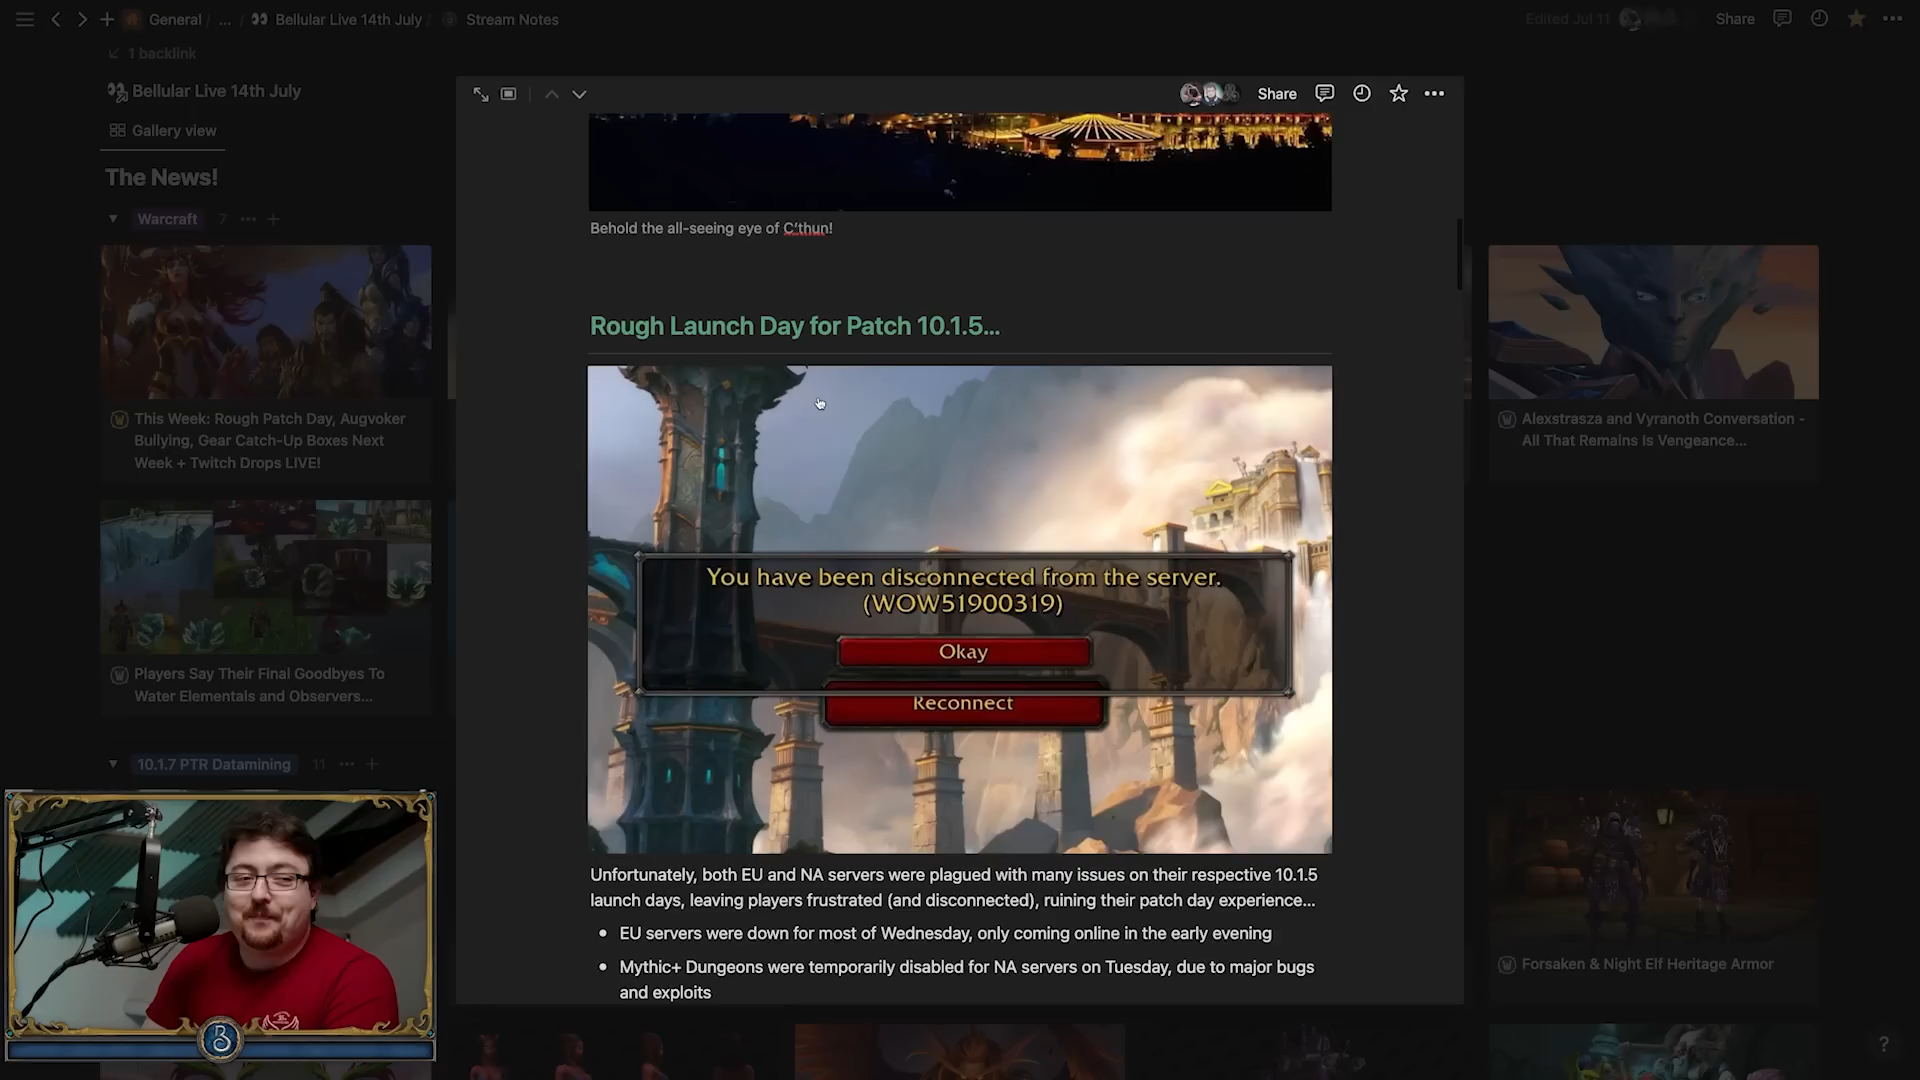 General / ... / Bellular Live 14th July / Stream Notes
Edited Jul 11
Share
1 backlink
Bellular Live 14th July
Gallery view
The News!
Warcraft 7
This Week: Rough Patch Day, Augvoker
Bullying, Gear Catch-Up Boxes Next
Week + Twitch Drops LIVE!
Players Say Their Final Goodbyes To
Water Elementals and Observers...
10.1.7 PTR Datamining 11
Share
Behold the all-seeing eye of C'thun!
Rough Launch Day for Patch 10.1.5...
You have been disconnected from the server.
(WOW51900319)
Okay
Reconnect
Unfortunately, both EU and NA servers were plagued with many issues on their respective 10.1.5
launch days, leaving players frustrated (and disconnected), ruining their patch day experience...
• EU servers were down for most of Wednesday, only coming online in the early evening
• Mythic+ Dungeons were temporarily disabled for NA servers on Tuesday, due to major bugs
and exploits
Alexstrasza and Vyranoth Conversation -
All That Remains Is Vengeance...
Forsaken & Night Elf Heritage Armor
B
?